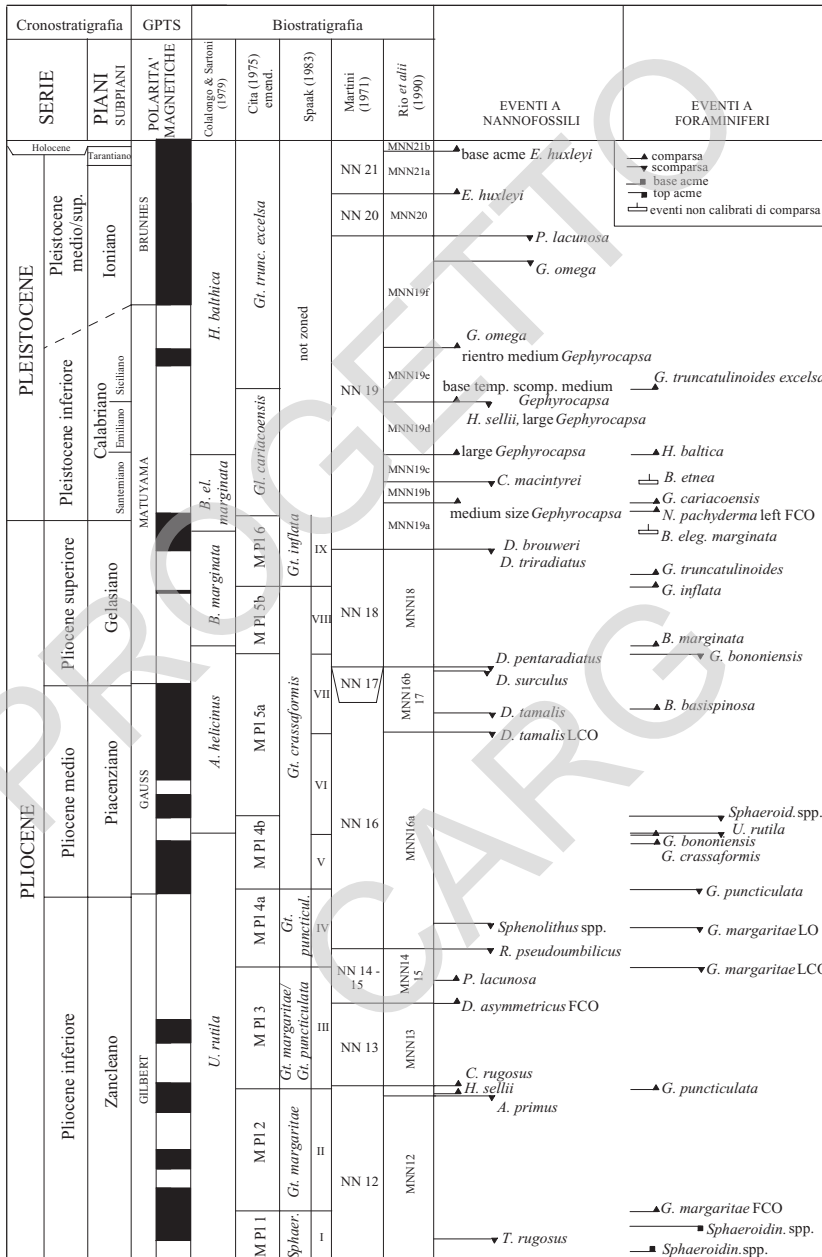 Cronostratigrafia
GPTS
Biostratigrafia
SERIE
PIANI
SUBPIANI
POLARITA'
MAGNETICHE
Colalongo & Sartoni
(1979)
Cita (1975)
emend.
Spaak (1983)
Martini
(1971)
Rio et alii
(1990)
EVENTI A
NANNOFOSSILI
EVENTI A
FORAMINIFERI
Holocene
PLEISTOCENE
Pleistocene
medio/sup.
Pleistocene inferiore
PLIOCENE
Pliocene superiore
Pliocene medio
Pliocene inferiore
Tarantiano
Ioniano
Calabriano
Siciliano
Emiliano
Santerniano
Gelasiano
Piacenziano
Zancleano
BRUNHES
MATUYAMA
GAUSS
GILBERT
H. balthica
B. el.
marginata
B. marginata
A. helicinus
U. rutila
Gt. trunc. excelsa
Gl. cariacoensis
M Pl 6
M Pl 5b
M Pl 5a
M Pl 4b
M Pl 4a
M Pl 3
M Pl 2
M Pl 1
not zoned
Gt. inflata
Gt. crassaformis
Gt.
puncticul.
Gt. margaritae/
Gt. puncticulata
Gt. margaritae
Sphaer.
IX
VIII
VII
VI
V
IV
III
II
I
NN 21
NN 20
NN 19
NN 18
NN 17
NN 16
NN 14 -
15
NN 13
NN 12
MNN21b
MNN21a
MNN20
MNN19f
MNN19e
MNN19d
MNN19c
MNN19b
MNN19a
MNN18
MNN16b
17
MNN16a
MNN14
15
MNN13
MNN12
base acme E. huxleyi
E. huxleyi
P. lacunosa
G. omega
G. omega
rientro medium Gephyrocapsa
base temp. scomp. medium
Gephyrocapsa
H. sellii, large Gephyrocapsa
large Gephyrocapsa
C. macintyrei
medium size Gephyrocapsa
D. brouweri
D. triradiatus
D. pentaradiatus
D. surculus
D. tamalis
D. tamalis LCO
Sphenolithus spp.
R. pseudoumbilicus
P. lacunosa
D. asymmetricus FCO
C. rugosus
H. sellii
A. primus
T. rugosus
comparsa
scomparsa
base acme
top acme
eventi non calibrati di comparsa
G. truncatulinoides excelsa
H. baltica
B. etnea
G. cariacoensis
N. pachyderma left FCO
B. eleg. marginata
G. truncatulinoides
G. inflata
B. marginata
G. bononiensis
B. basispinosa
Sphaeroid. spp.
U. rutila
G. bononiensis
G. crassaformis
G. puncticulata
G. margaritae LO
G. margaritae LCO
G. puncticulata
G. margaritae FCO
Sphaeroidin. spp.
Sphaeroidin. spp.
PROGETTO
CARG